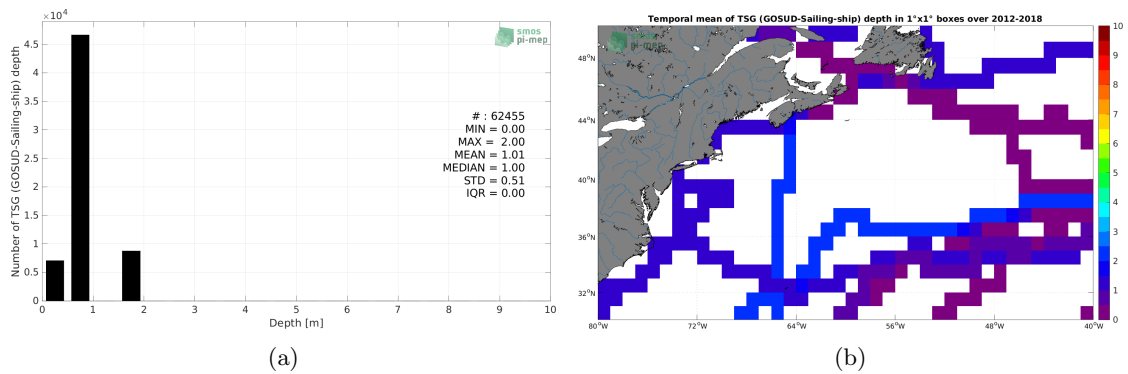 ×10⁴
4.5
4
3.5
3
2.5
2
1.5
1
0.5
0
Number of TSG (GOSUD-Sailing-ship) depth
smos
pi-mep
# : 62455
MIN = 0.00
MAX = 2.00
MEAN = 1.01
MEDIAN = 1.00
STD = 0.51
IQR = 0.00
0 1 2 3 4 5 6 7 8 9 10
Depth [m]
(a)
Temporal mean of TSG (GOSUD-Sailing-ship) depth in 1°x1° boxes over 2012-2018
smos
pi-mep
48°N
44°N
40°N
36°N
32°N
80°W 72°W 64°W 56°W 48°W 40°W
10
9
8
7
6
5
4
3
2
1
0
(b)